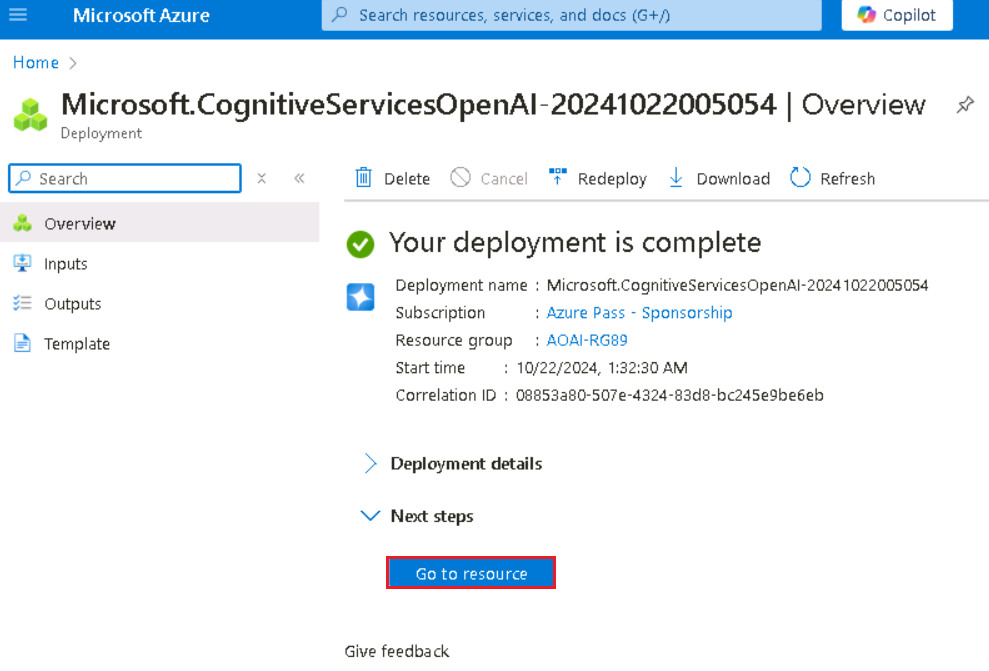 Microsoft Azure
Search resources, services, and docs (G+/)
Copilot
Home
Microsoft.CognitiveServicesOpenAI-20241022005054 | Overview
Deployment
Search
Delete
Cancel
Redeploy
Download
Refresh
Overview
Inputs
Outputs
Template
Your deployment is complete
Deployment name : Microsoft.CognitiveServicesOpenAI-20241022005054
Subscription : Azure Pass - Sponsorship
Resource group : AOAI-RG89
Start time : 10/22/2024, 1:32:30 AM
Correlation ID : 08853a80-507e-4324-83d8-bc245e9be6eb
Deployment details
Next steps
Go to resource
Give feedback